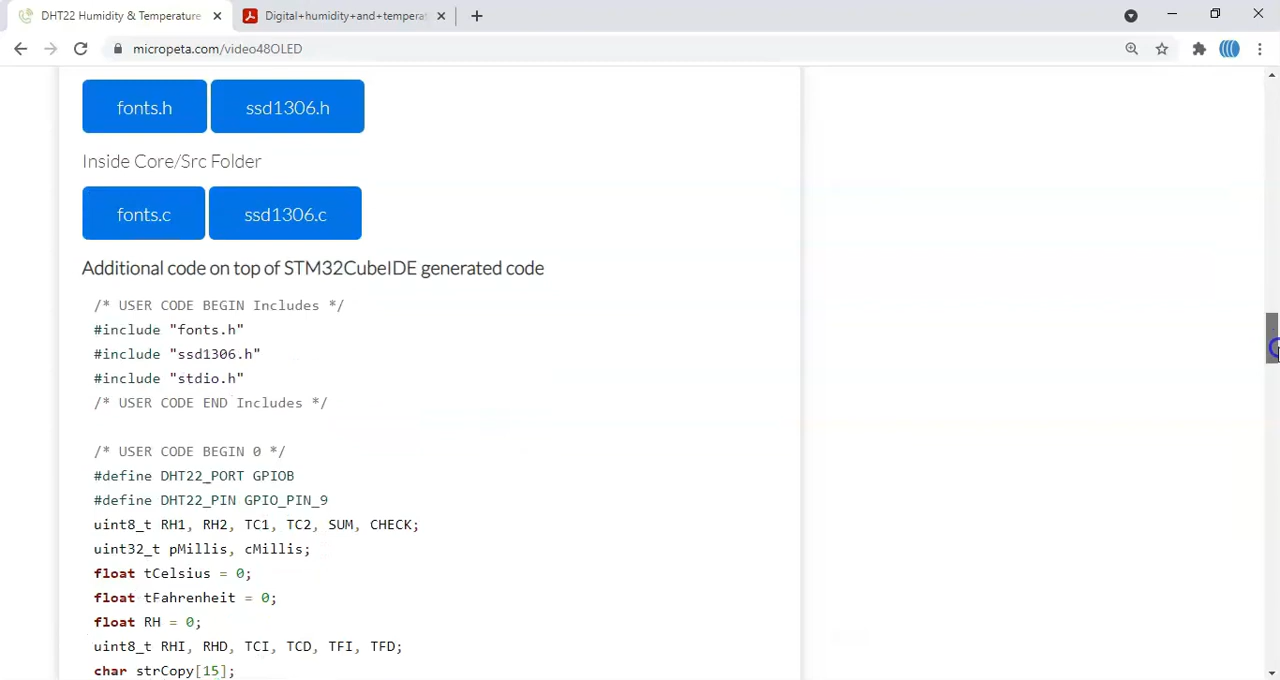 DHT22 Humidity & Temperature
Digital+humidity+and+tempera
micropeta.com/video48OLED
fonts.h
ssd1306.h
Inside Core/Src Folder
fonts.c
ssd1306.c
Additional code on top of STM32CubeIDE generated code
/* USER CODE BEGIN Includes */
#include "fonts.h"
#include "ssd1306.h"
#include "stdio.h"
/* USER CODE END Includes */
/* USER CODE BEGIN 0 */
#define DHT22_PORT GPIOB
#define DHT22_PIN GPIO_PIN_9
uint8_t RH1, RH2, TC1, TC2, SUM, CHECK;
uint32_t pMillis, cMillis;
float tCelsius = 0;
float tFahrenheit = 0;
float RH = 0;
uint8_t RHI, RHD, TCI, TCD, TFI, TFD;
char strCopy[15];